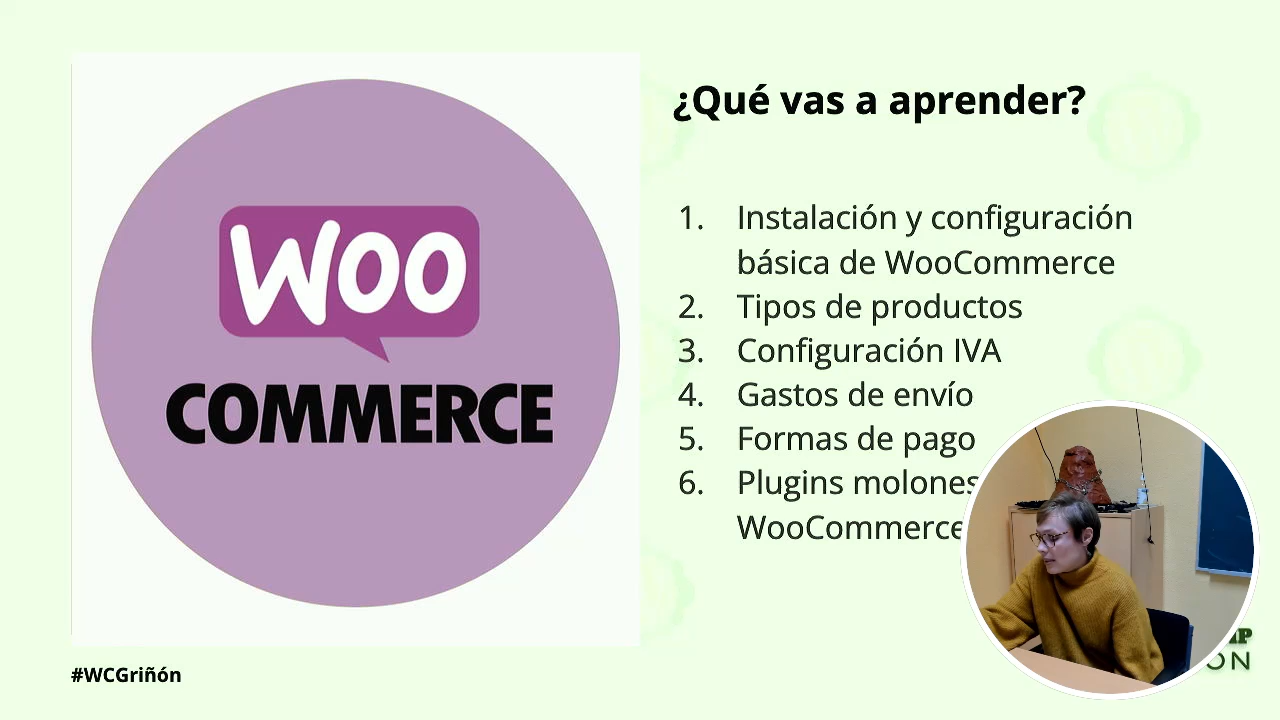 WOO
COMMERCE
¿Qué vas a aprender?
1. Instalación y configuración
básica de WooCommerce
2. Tipos de productos
3. Configuración IVA
4. Gastos de envío
5. Formas de pago
6. Plugins molones
WooCommerce
#WCGriñón